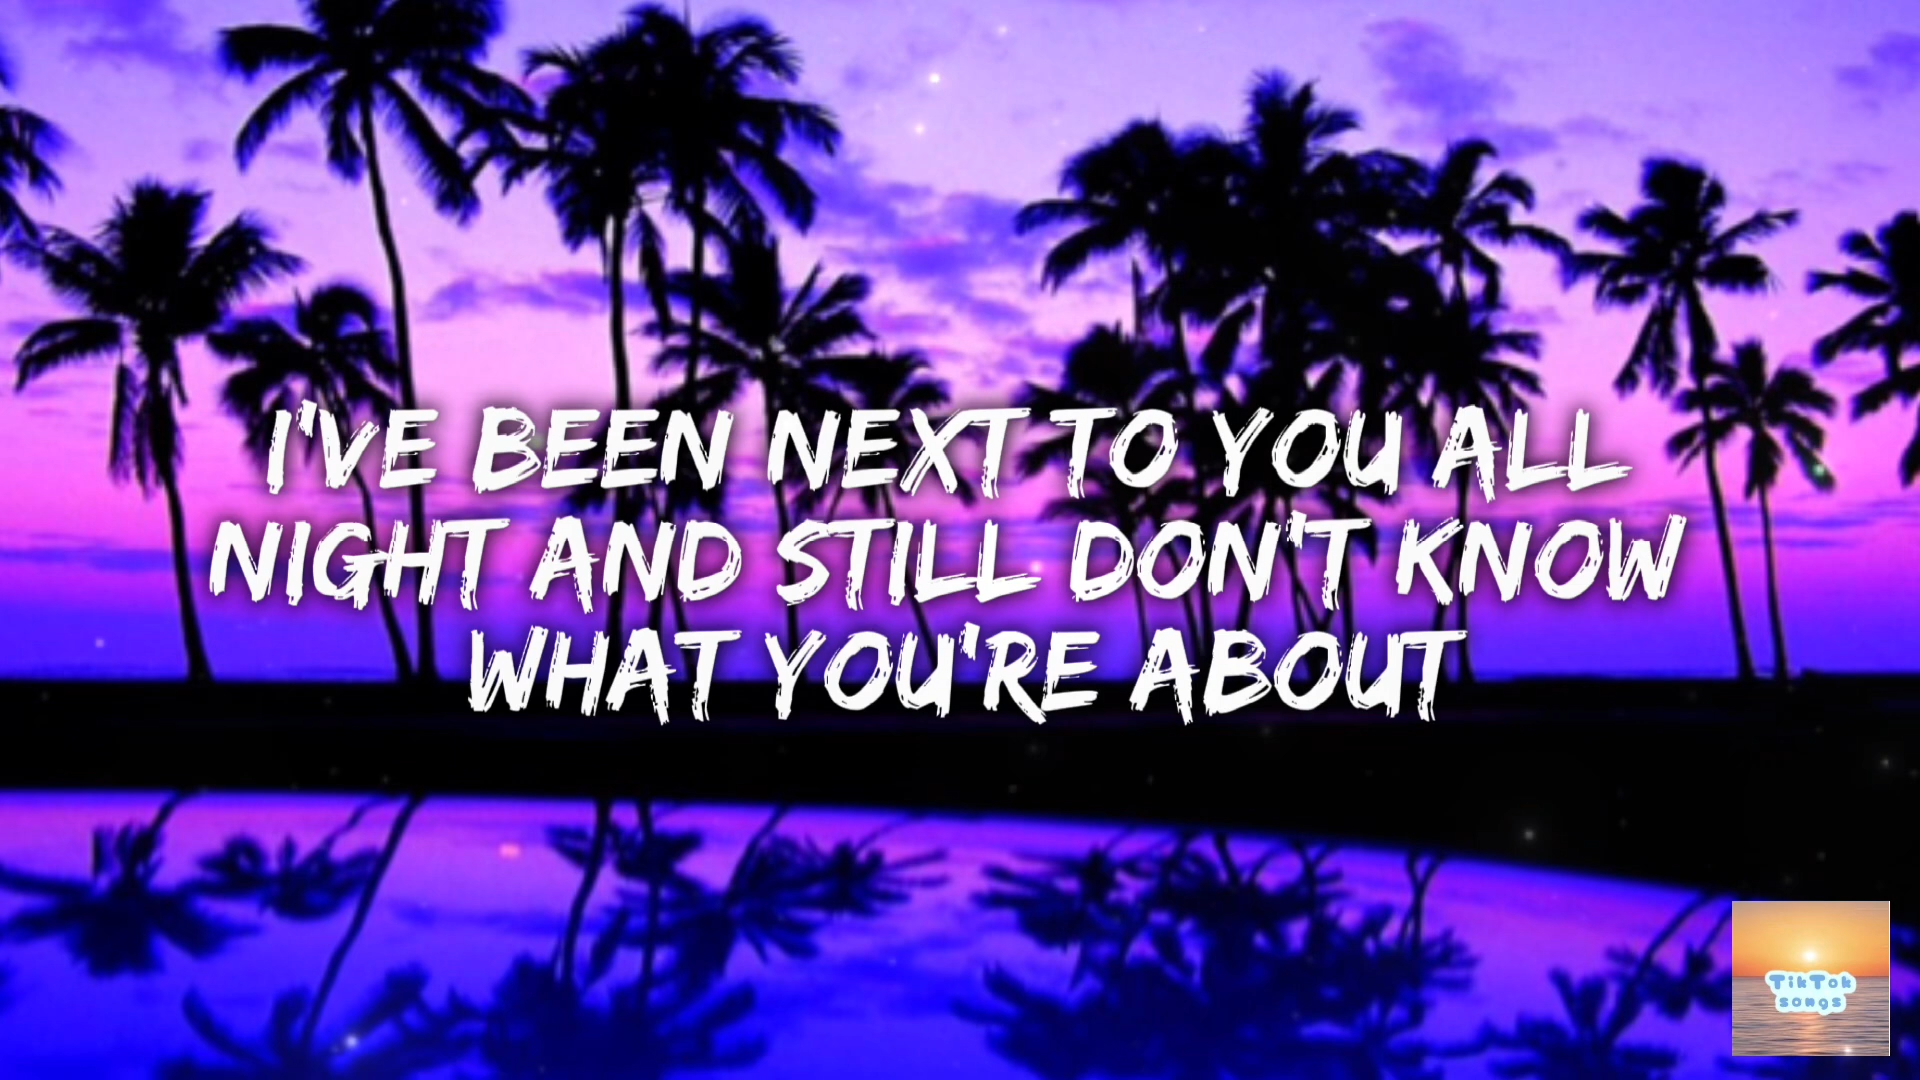 I'VE BEEN NEXT TO YOU ALL
NIGHT AND STILL DON'T KNOW
WHAT YOU'RE ABOUT
TikTok
songs